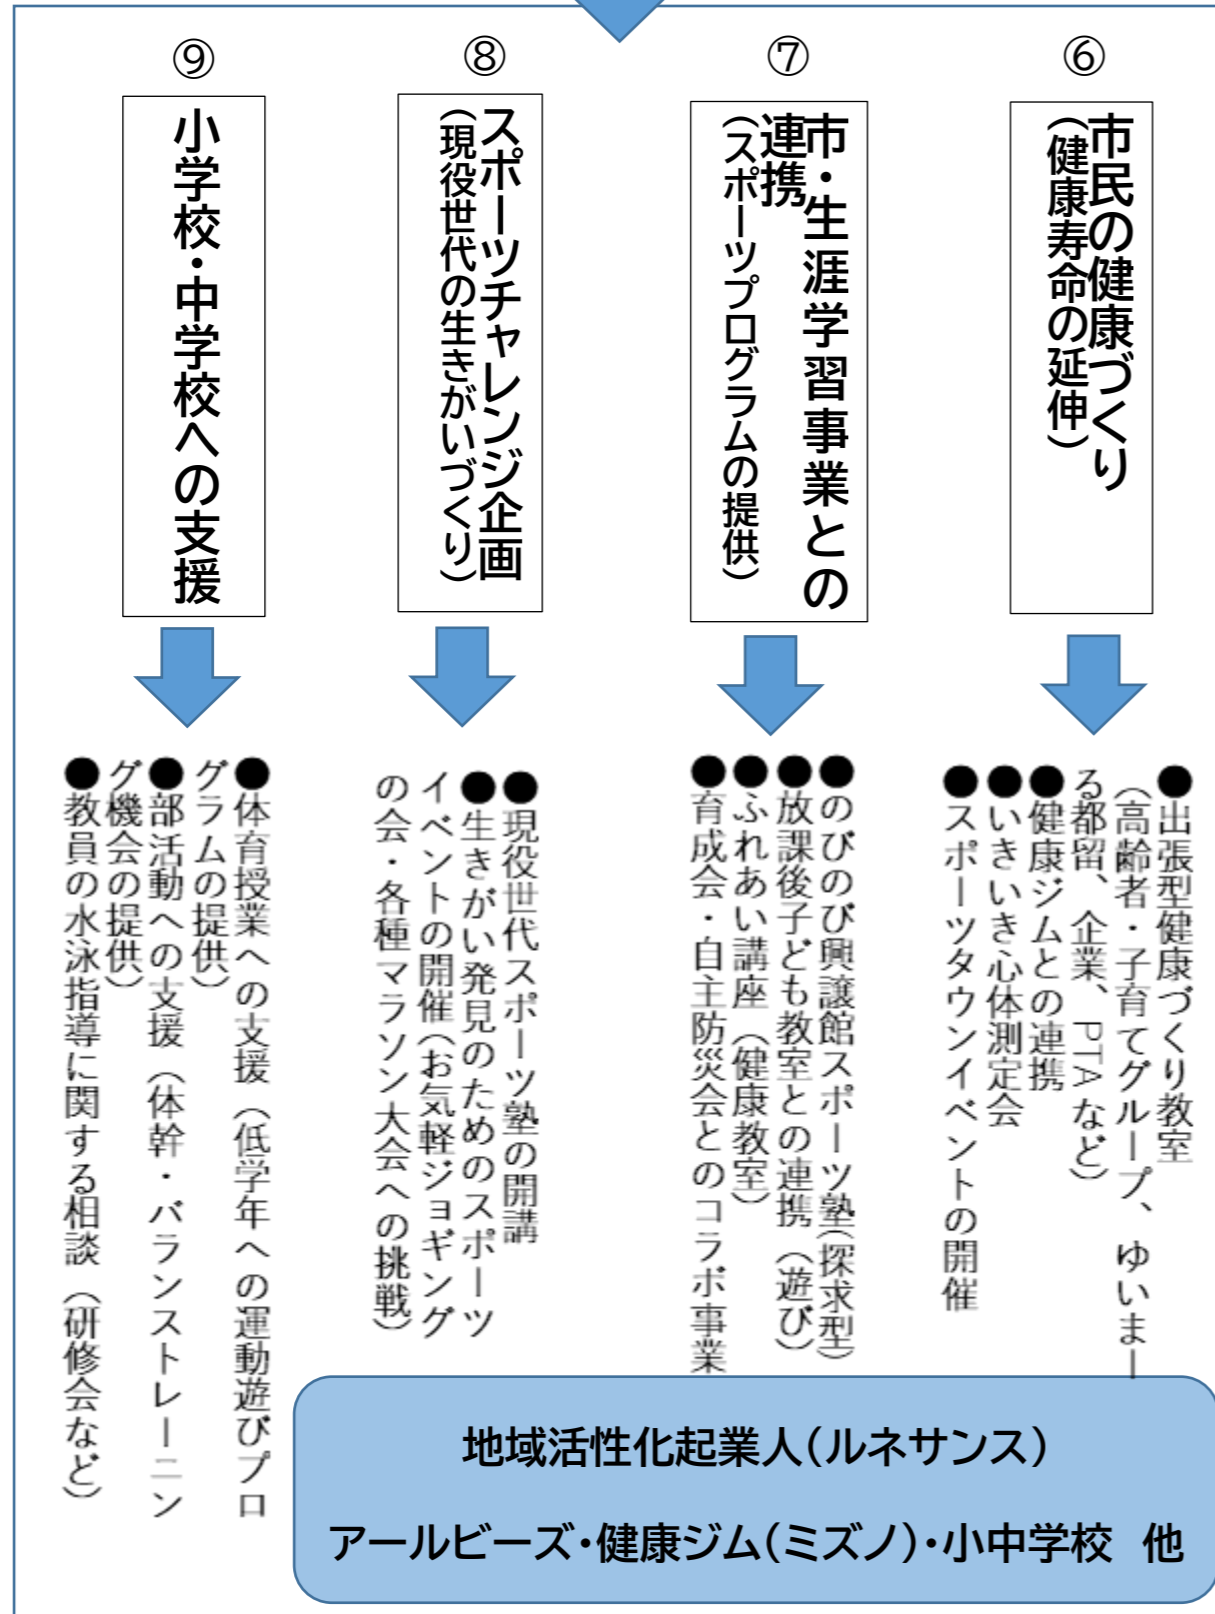 ⑥
市民の健康づくり
（健康寿命の延伸）
●出張型健康づくり教室
（高齢者・子育てグループ、ゆいまー
る都留、企業、PTAなど）
●健康ジムとの連携
●いきいき心体測定会
●スポーツタウンイベントの開催
⑦
市・生涯学習事業との
連携
（スポーツプログラムの提供）
●のびのび興譲館スポーツ塾（探求型）
●放課後子ども教室との連携（遊び）
●ふれあい講座（健康教室）
●育成会・自主防災会とのコラボ事業
⑧
スポーツチャレンジ企画
（現役世代の生きがいづくり）
●現役世代スポーツ塾の開講
●生きがい発見のためのスポーツ
イベントの開催（お気軽ジョギング
の会・各種マラソン大会への挑戦）
⑨
小学校・中学校への支援
●体育授業への支援（低学年への運動遊びプロ
グラムの提供）
●部活動への支援（体幹・バランストレーニン
グ機会の提供）
●教員の水泳指導に関する相談（研修会など）
地域活性化起業人（ルネサンス）
アールビーズ・健康ジム（ミズノ）・小中学校　他